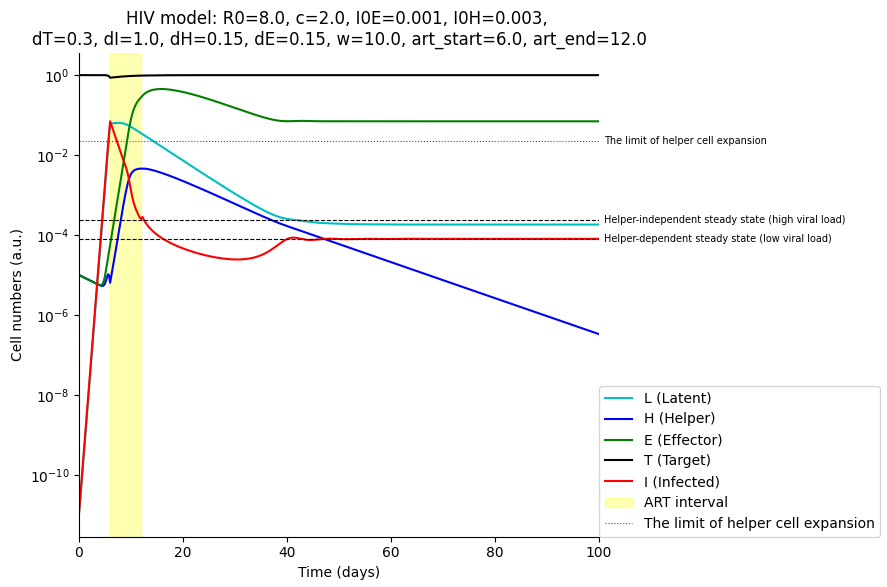 HIV model: R0=8.0, c=2.0, I0E=0.001, I0H=0.003,
dT=0.3, dI=1.0, dH=0.15, dE=0.15, w=10.0, art_start=6.0, art_end=12.0
Cell numbers (a.u.)
10^0
10^-2
10^-4
10^-6
10^-8
10^-10
The limit of helper cell expansion
Helper-independent steady state (high viral load)
Helper-dependent steady state (low viral load)
L (Latent)
H (Helper)
E (Effector)
T (Target)
I (Infected)
ART interval
The limit of helper cell expansion
0 20 40 60 80 100
Time (days)